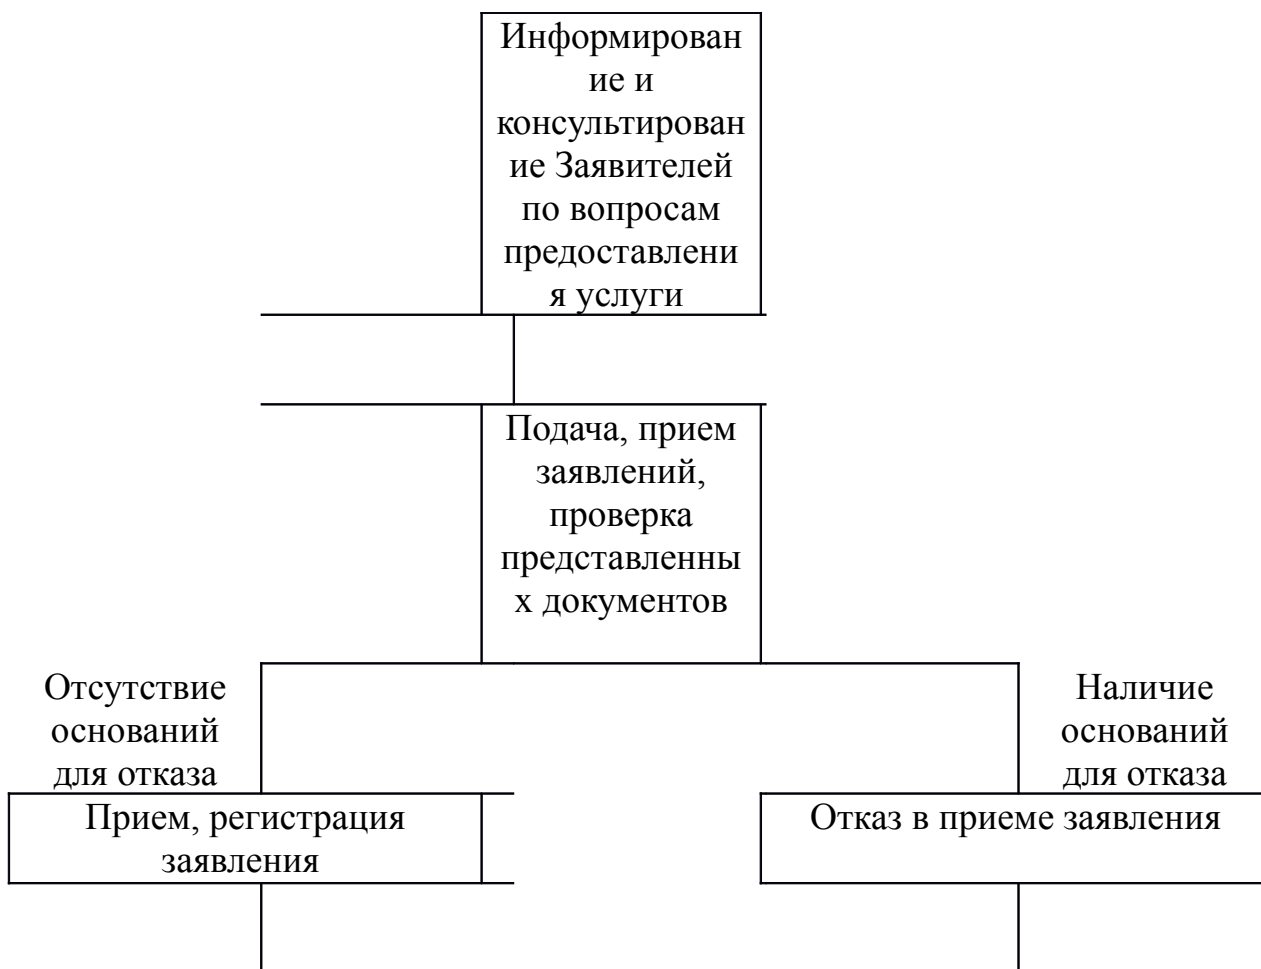 Информирован
ие и
консультирован
ие Заявителей
по вопросам
предоставлени
я услуги
Подача, прием
заявлений,
проверка
представленны
х документов
Отсутствие
оснований
для отказа
Наличие
оснований
для отказа
Прием, регистрация
заявления
Отказ в приеме заявления